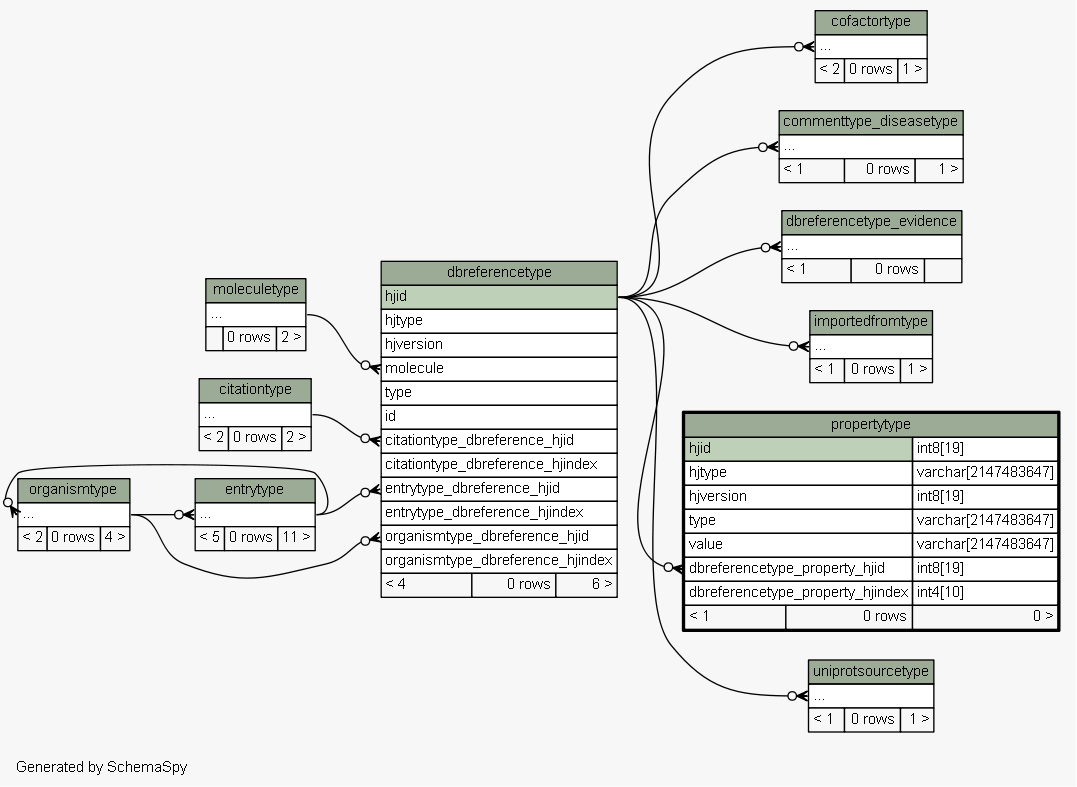 cofactortype
...
< 2 0 rows 1 >
commenttype_diseasetype
...
< 1 0 rows 1 >
dbreferencetype_evidence
...
< 1 0 rows
dbreferencetype
hjid
hjtype
hjversion
molecule
type
id
citationtype_dbreference_hjid
citationtype_dbreference_hjindex
entrytype_dbreference_hjid
entrytype_dbreference_hjindex
organismtype_dbreference_hjid
organismtype_dbreference_hjindex
< 4 0 rows 6 >
moleculetype
...
0 rows 2 >
citationtype
...
< 2 0 rows 2 >
organismtype
...
< 2 0 rows 4 >
entrytype
...
< 5 0 rows 11 >
importedfromtype
...
< 1 0 rows 1 >
propertytype
hjid int8[19]
hjtype varchar[2147483647]
hjversion int8[19]
type varchar[2147483647]
value varchar[2147483647]
dbreferencetype_property_hjid int8[19]
dbreferencetype_property_hjindex int4[10]
< 1 0 rows 0 >
uniprotsourcetype
...
< 1 0 rows 1 >
Generated by SchemaSpy